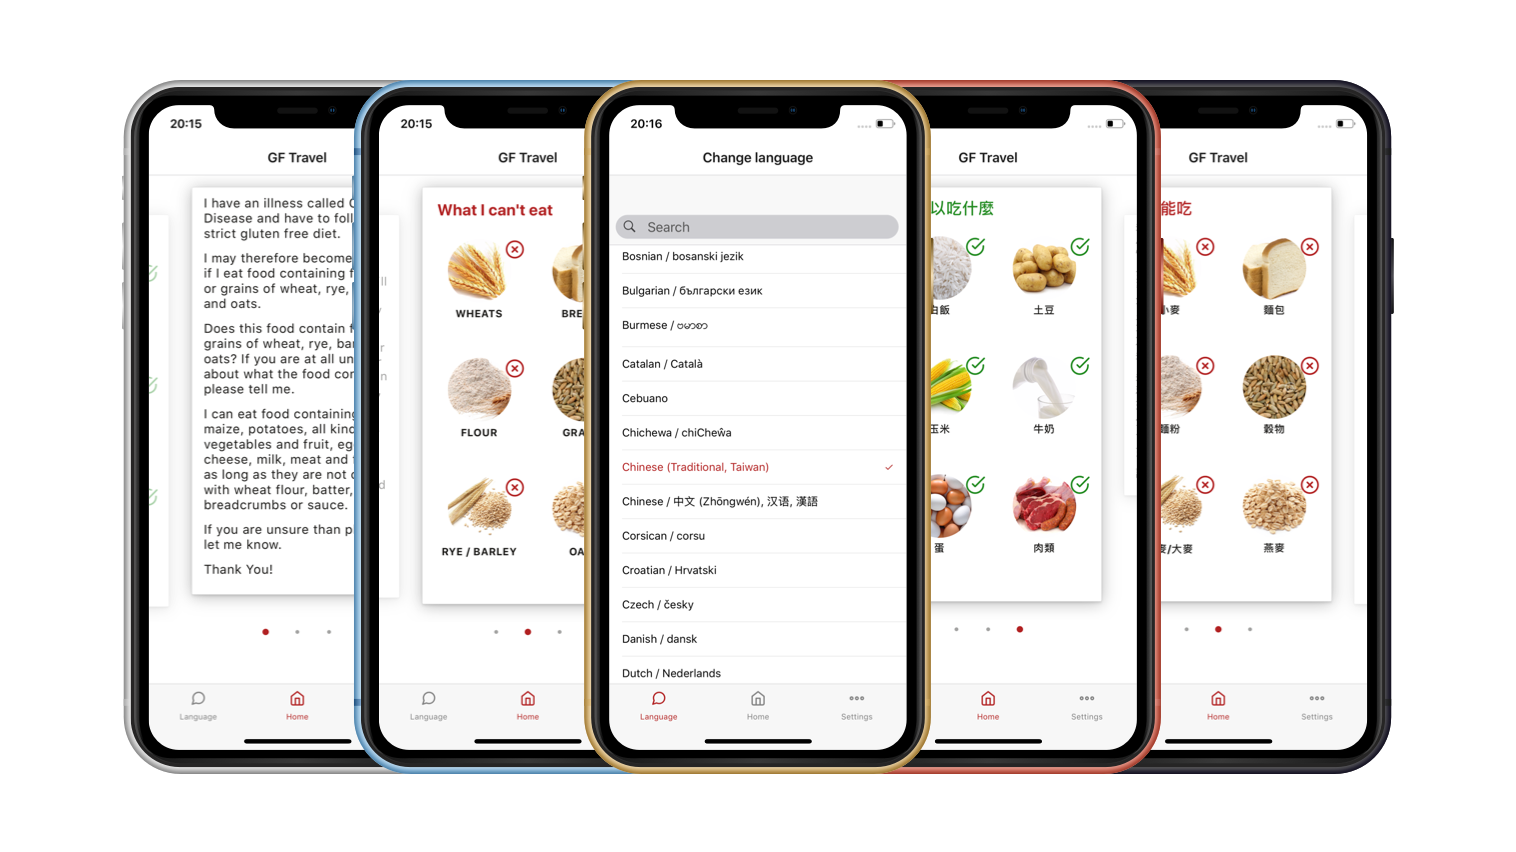 20:15
GF Travel
I have an illness called
Disease and have to
strict gluten free diet.
I may therefore become
if I eat food containing
or grains of wheat, rye,
and oats.
Does this food contain
grains of wheat, rye,
oats? If you are at all
about what the food
please tell me.
I can eat food containing
maize, potatoes, all
vegetables and fruit,
cheese, milk, meat and
as long as they are not
with wheat flour, batter,
breadcrumbs or sauce.
If you are unsure than
let me know.
Thank You!
Language
Home
20:15
GF Travel
What I can't eat
WHEATS
FLOUR
RYE / BARLEY
Language
Home
20:16
Change language
Search
Bosnian / bosanski jezik
Bulgarian / български език
Burmese / ဗမာစာ
Catalan / Català
Cebuano
Chichewa / chiCheŵa
Chinese (Traditional, Taiwan)
Chinese / 中文 (Zhōngwén), 汉语, 漢語
Corsican / corsu
Croatian / Hrvatski
Czech / česky
Danish / dansk
Dutch / Nederlands
Language
Home
Settings
GF Travel
以吃什麼
白飯
土豆
玉米
牛奶
蛋
肉類
Home
Settings
GF Travel
能吃
小麥
麵包
麵粉
穀物
麥/大麥
燕麥
Home
Settings